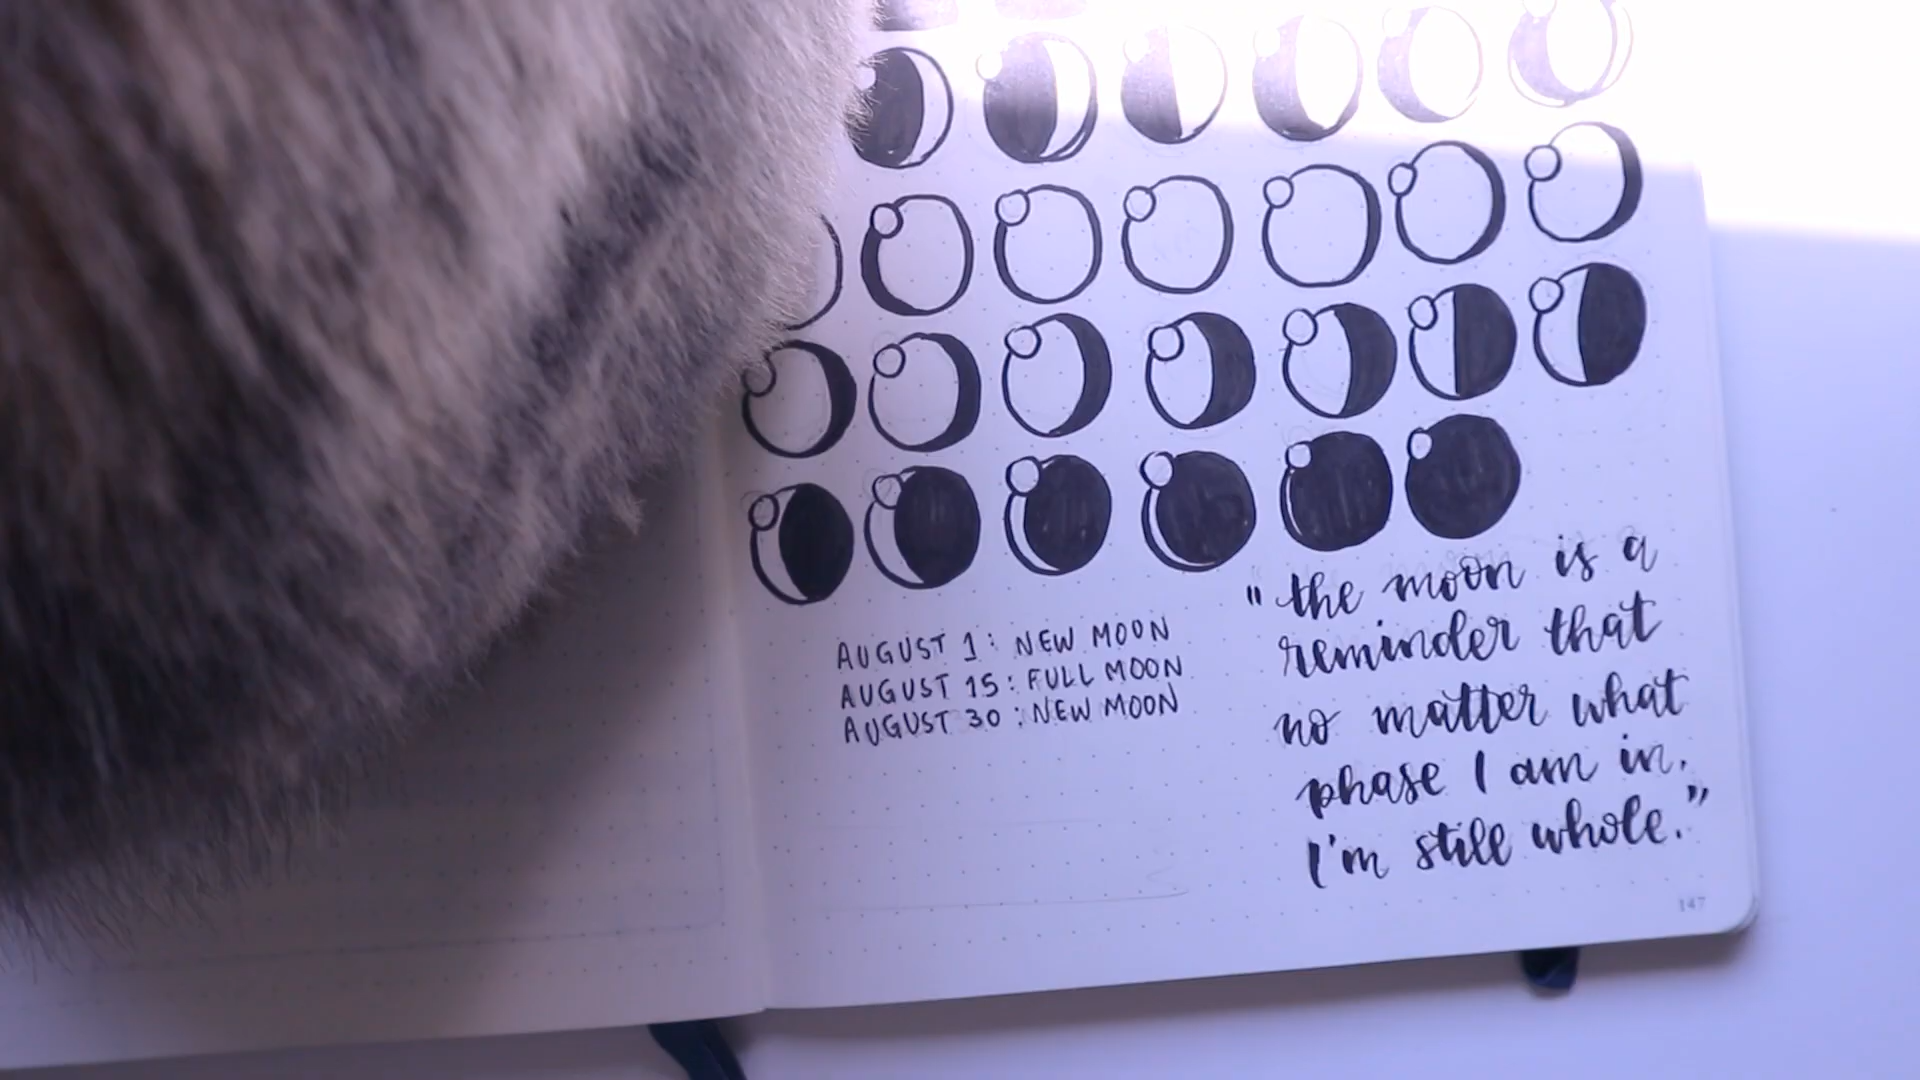 AUGUST 1: NEW MOON
AUGUST 15: FULL MOON
AUGUST 30: NEW MOON
"the moon is a
reminder that
no matter what
phase I am in,
I'm still whole."
147